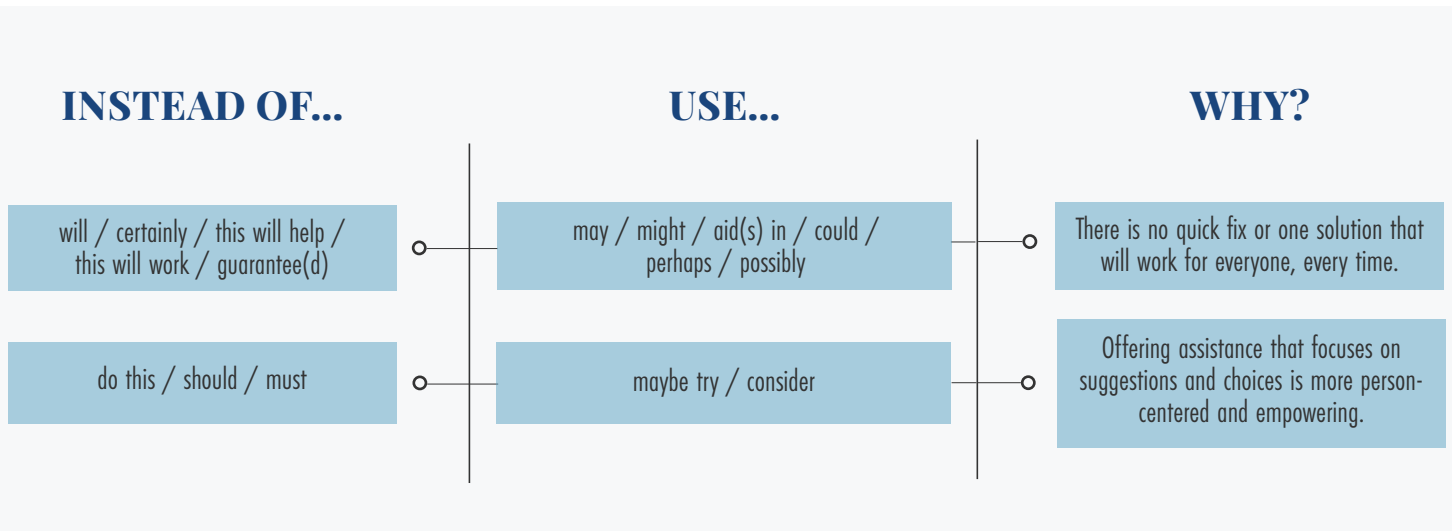 INSTEAD OF...
USE...
WHY?
will / certainly / this will help /
this will work / guarantee(d)
may / might / aid(s) in / could /
perhaps / possibly
There is no quick fix or one solution that
will work for everyone, every time.
do this / should / must
maybe try / consider
Offering assistance that focuses on
suggestions and choices is more person-
centered and empowering.